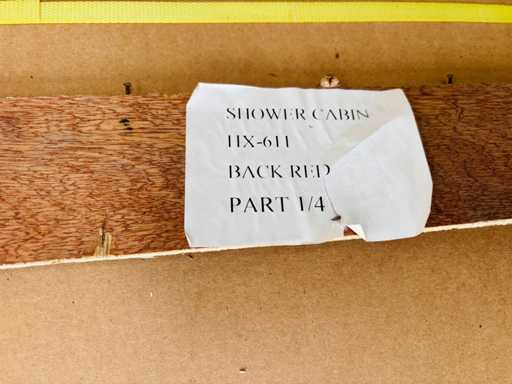 SHOWER CABIN
HX-611
BACK RED
PART 1/4